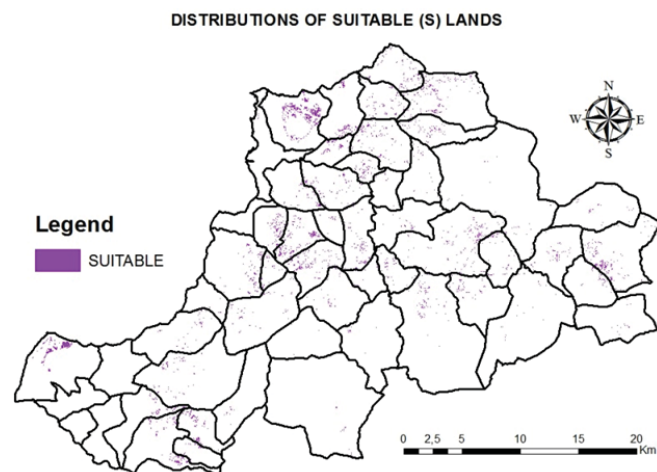 DISTRIBUTIONS OF SUITABLE (S) LANDS
N
W E
S
Legend
SUITABLE
0 2,5 5 10 15 20
Km